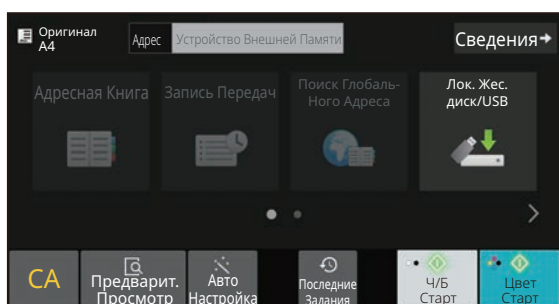 Оригинал
A4
Адрес
Устройство Внешней Памяти
Сведения
Адресная Книга
Запись Передач
Поиск Глобаль-
Ного Адреса
Лок. Жес.
диск/USB
CA
Предварит.
Просмотр
Авто
Настройка
Последние
Задания
Ч/Б
Старт
Цвет
Старт